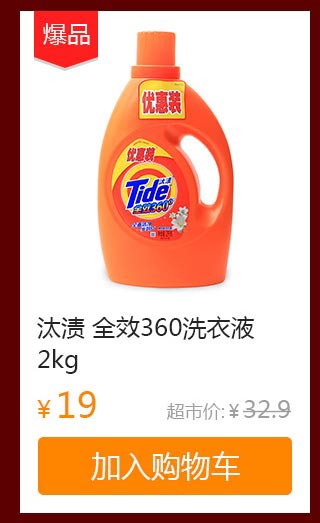 爆品
优惠装
优惠装
汰渍
Tide
全效360°
汰渍 全效360洗衣液
2kg
¥19
超市价: ¥32.9
加入购物车